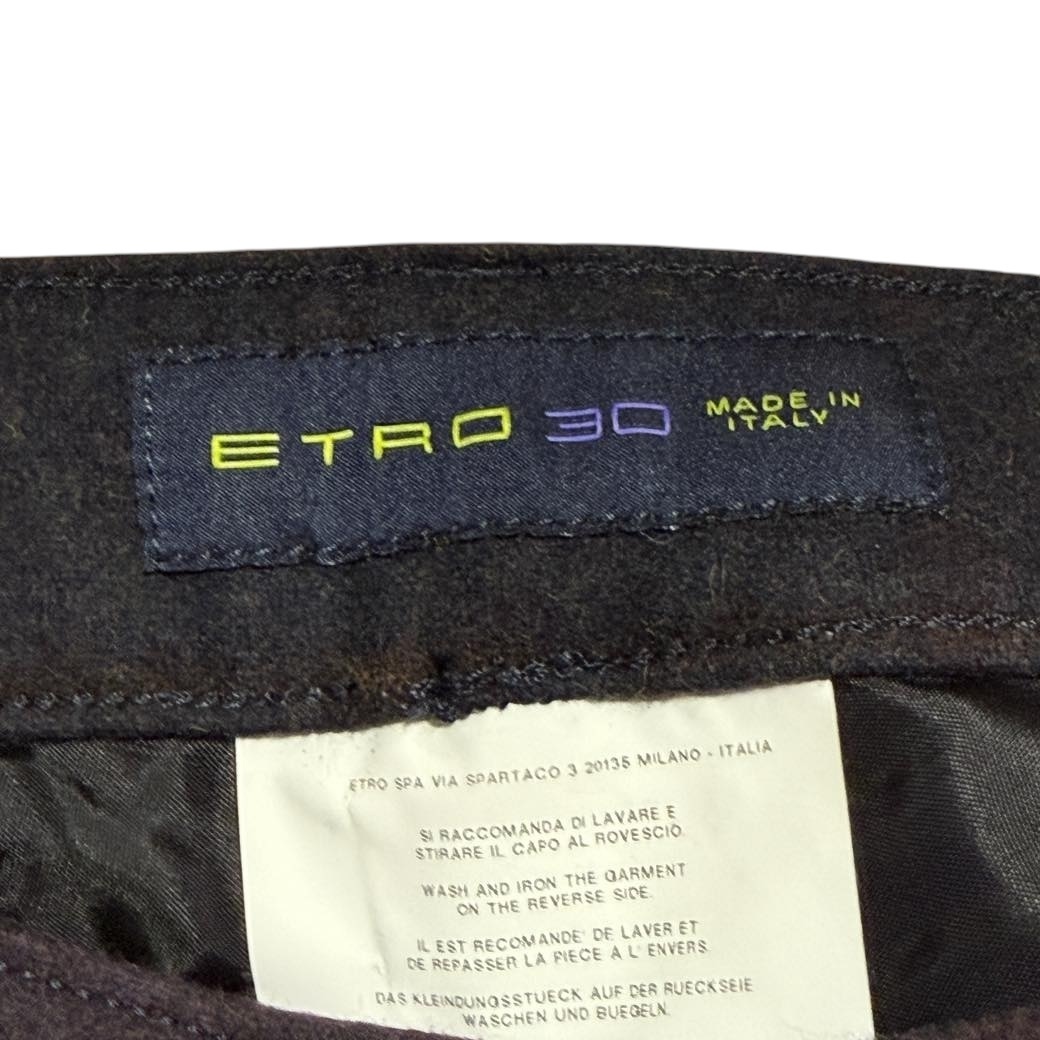 ETRO 30 MADE IN
ITALY
ETRO SPA VIA SPARTACO 3 20135 MILANO - ITALIA
SI RACCOMANDA DI LAVARE E
STIRARE IL CAPO AL ROVESCIO.
WASH AND IRON THE GARMENT
ON THE REVERSE SIDE.
IL EST RECOMANDE' DE LAVER ET
DE REPASSER LA PIECE A L' ENVERS.
DAS KLEINDUNGSSTUECK AUF DER RUECKSEIE
WASCHEN UND BUEGELN.